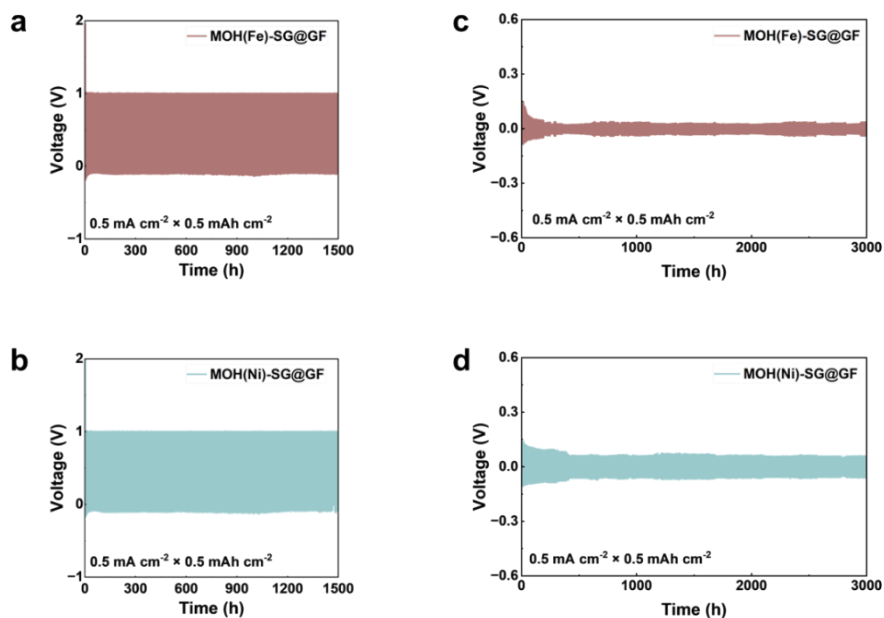 a
MOH(Fe)-SG@GF
Voltage (V)
2
1
0
−1
0.5 mA cm⁻² × 0.5 mAh cm⁻²
0 300 600 900 1200 1500
Time (h)
c
MOH(Fe)-SG@GF
Voltage (V)
0.6
0.3
0.0
−0.3
−0.6
0.5 mA cm⁻² × 0.5 mAh cm⁻²
0 1000 2000 3000
Time (h)
b
MOH(Ni)-SG@GF
Voltage (V)
2
1
0
−1
0.5 mA cm⁻² × 0.5 mAh cm⁻²
0 300 600 900 1200 1500
Time (h)
d
MOH(Ni)-SG@GF
Voltage (V)
0.6
0.3
0.0
−0.3
−0.6
0.5 mA cm⁻² × 0.5 mAh cm⁻²
0 1000 2000 3000
Time (h)